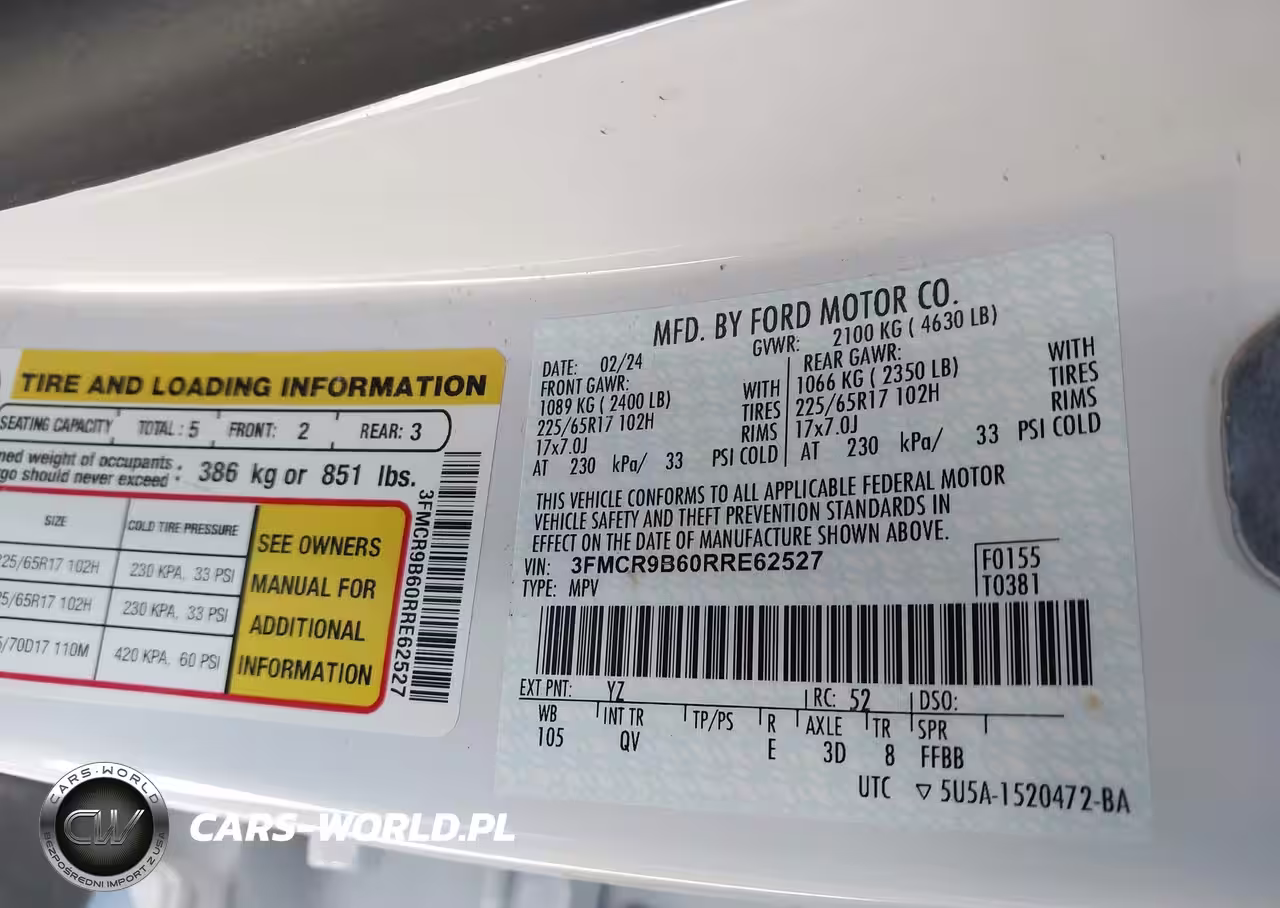 TIRE AND LOADING INFORMATION
SEATING CAPACITY TOTAL : 5 FRONT: 2 REAR: 3
weight of occupants
should never exceed : 386 kg or 851 lbs.
SIZE COLD TIRE PRESSURE
225/65R17 102H 230 KPA, 33 PSI
5/65R17 102H 230 KPA, 33 PSI
/70D17 110M 420 KPA, 60 PSI
SEE OWNERS
MANUAL FOR
ADDITIONAL
INFORMATION
3FMCR9B60RRE62527
MFD. BY FORD MOTOR CO.
DATE: 02/24 GVWR: 2100 KG ( 4630 LB)
FRONT GAWR: REAR GAWR:
1089 KG ( 2400 LB) WITH 1066 KG ( 2350 LB) WITH
225/65R17 102H TIRES 225/65R17 102H TIRES
17x7.0J RIMS 17x7.0J RIMS
AT 230 kPa/ 33 PSI COLD AT 230 kPa/ 33 PSI COLD
THIS VEHICLE CONFORMS TO ALL APPLICABLE FEDERAL MOTOR
VEHICLE SAFETY AND THEFT PREVENTION STANDARDS IN
EFFECT ON THE DATE OF MANUFACTURE SHOWN ABOVE.
VIN: 3FMCR9B60RRE62527 F0155
TYPE: MPV T0381
EXT PNT: YZ RC: 52 DSO:
WB INT TR TP/PS R AXLE TR SPR
105 QV E 3D 8 FFBB
UTC ▽ 5U5A-1520472-BA
CARS-WORLD
CW
BEZPOŚREDNI IMPORT Z USA
CARS-WORLD.PL